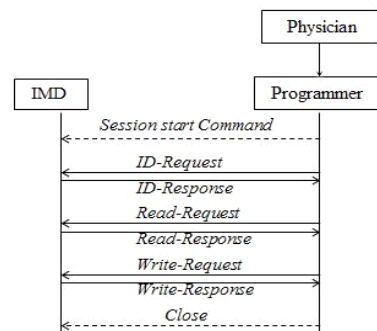 Physician
IMD
Programmer
Session start Command
ID-Request
ID-Response
Read-Request
Read-Response
Write-Request
Write-Response
Close